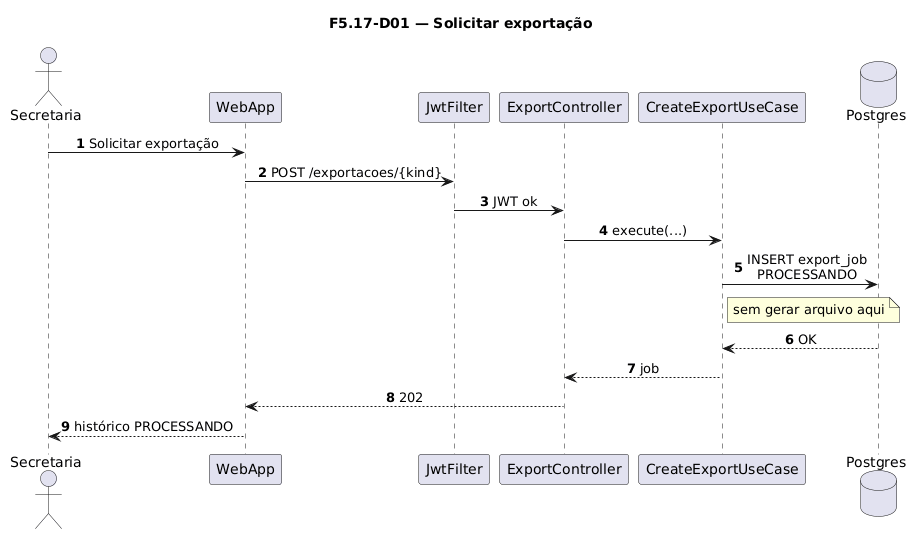 F5.17-D01 — Solicitar exportação
Secretaria
WebApp
JwtFilter
ExportController
CreateExportUseCase
Postgres
1 Solicitar exportação
2 POST /exportacoes/{kind}
3 JWT ok
4 execute(...)
5 INSERT export_job
PROCESSANDO
sem gerar arquivo aqui
6 OK
7 job
8 202
9 histórico PROCESSANDO
Secretaria
WebApp
JwtFilter
ExportController
CreateExportUseCase
Postgres